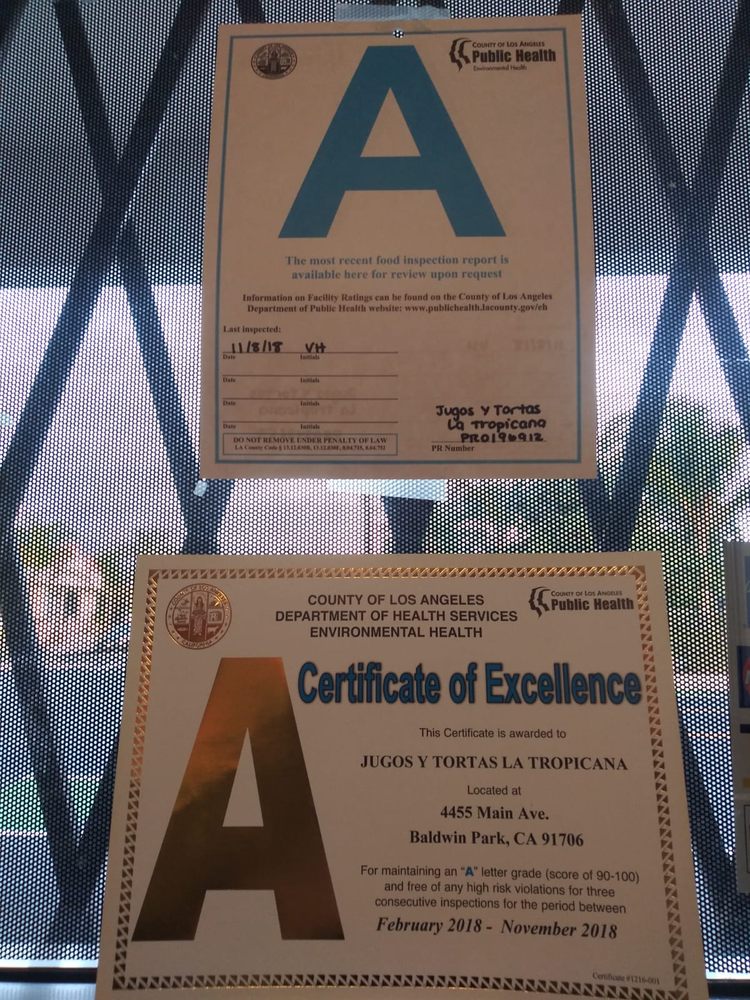 COUNTY OF LOS ANGELES
Public Health
Environmental Health
A
The most recent food inspection report is
available here for review upon request
Information on Facility Ratings can be found on the County of Los Angeles
Department of Public Health website: www.publichealth.lacounty.gov/eh
Last inspected:
11/8/18 VH
Date Initials
Date Initials
Date Initials
Date Initials
Jugos y Tortas
La Tropicana
PR0196912
PR Number
DO NOT REMOVE UNDER PENALTY OF LAW
COUNTY OF LOS ANGELES
DEPARTMENT OF HEALTH SERVICES
ENVIRONMENTAL HEALTH
COUNTY OF LOS ANGELES
Public Health
A
Certificate of Excellence
This Certificate is awarded to
JUGOS Y TORTAS LA TROPICANA
Located at
4455 Main Ave.
Baldwin Park, CA 91706
For maintaining an "A" letter grade (score of 90-100)
and free of any high risk violations for three
consecutive inspections for the period between
February 2018 - November 2018
Certificate #1216-001